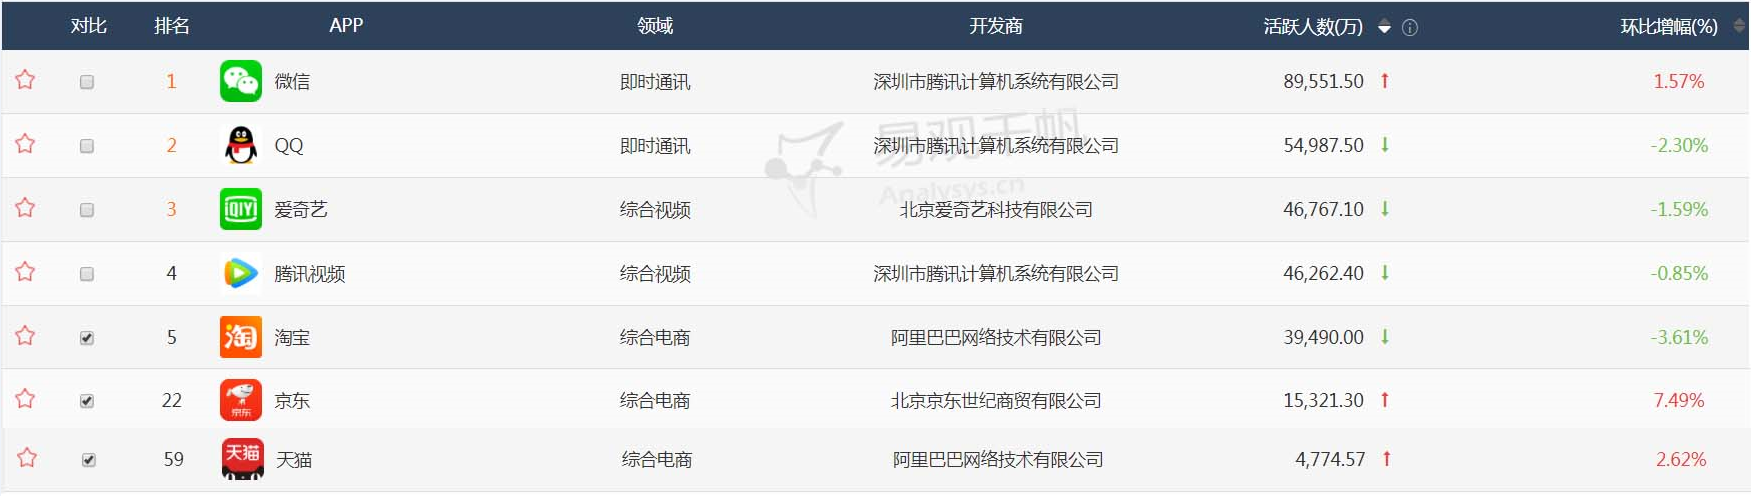 对比 排名 APP 领域 开发商 活跃人数(万) 环比增幅(%)
1 微信 即时通讯 深圳市腾讯计算机系统有限公司 89,551.50 1.57%
2 QQ 即时通讯 深圳市腾讯计算机系统有限公司 54,987.50 -2.30%
易观千帆
Analysys.cn
3 QIYI 爱奇艺 综合视频 北京爱奇艺科技有限公司 46,767.10 -1.59%
4 腾讯视频 综合视频 深圳市腾讯计算机系统有限公司 46,262.40 -0.85%
5 淘 淘宝 综合电商 阿里巴巴网络技术有限公司 39,490.00 -3.61%
22 京东 京东 综合电商 北京京东世纪商贸有限公司 15,321.30 7.49%
59 天猫 天猫 综合电商 阿里巴巴网络技术有限公司 4,774.57 2.62%